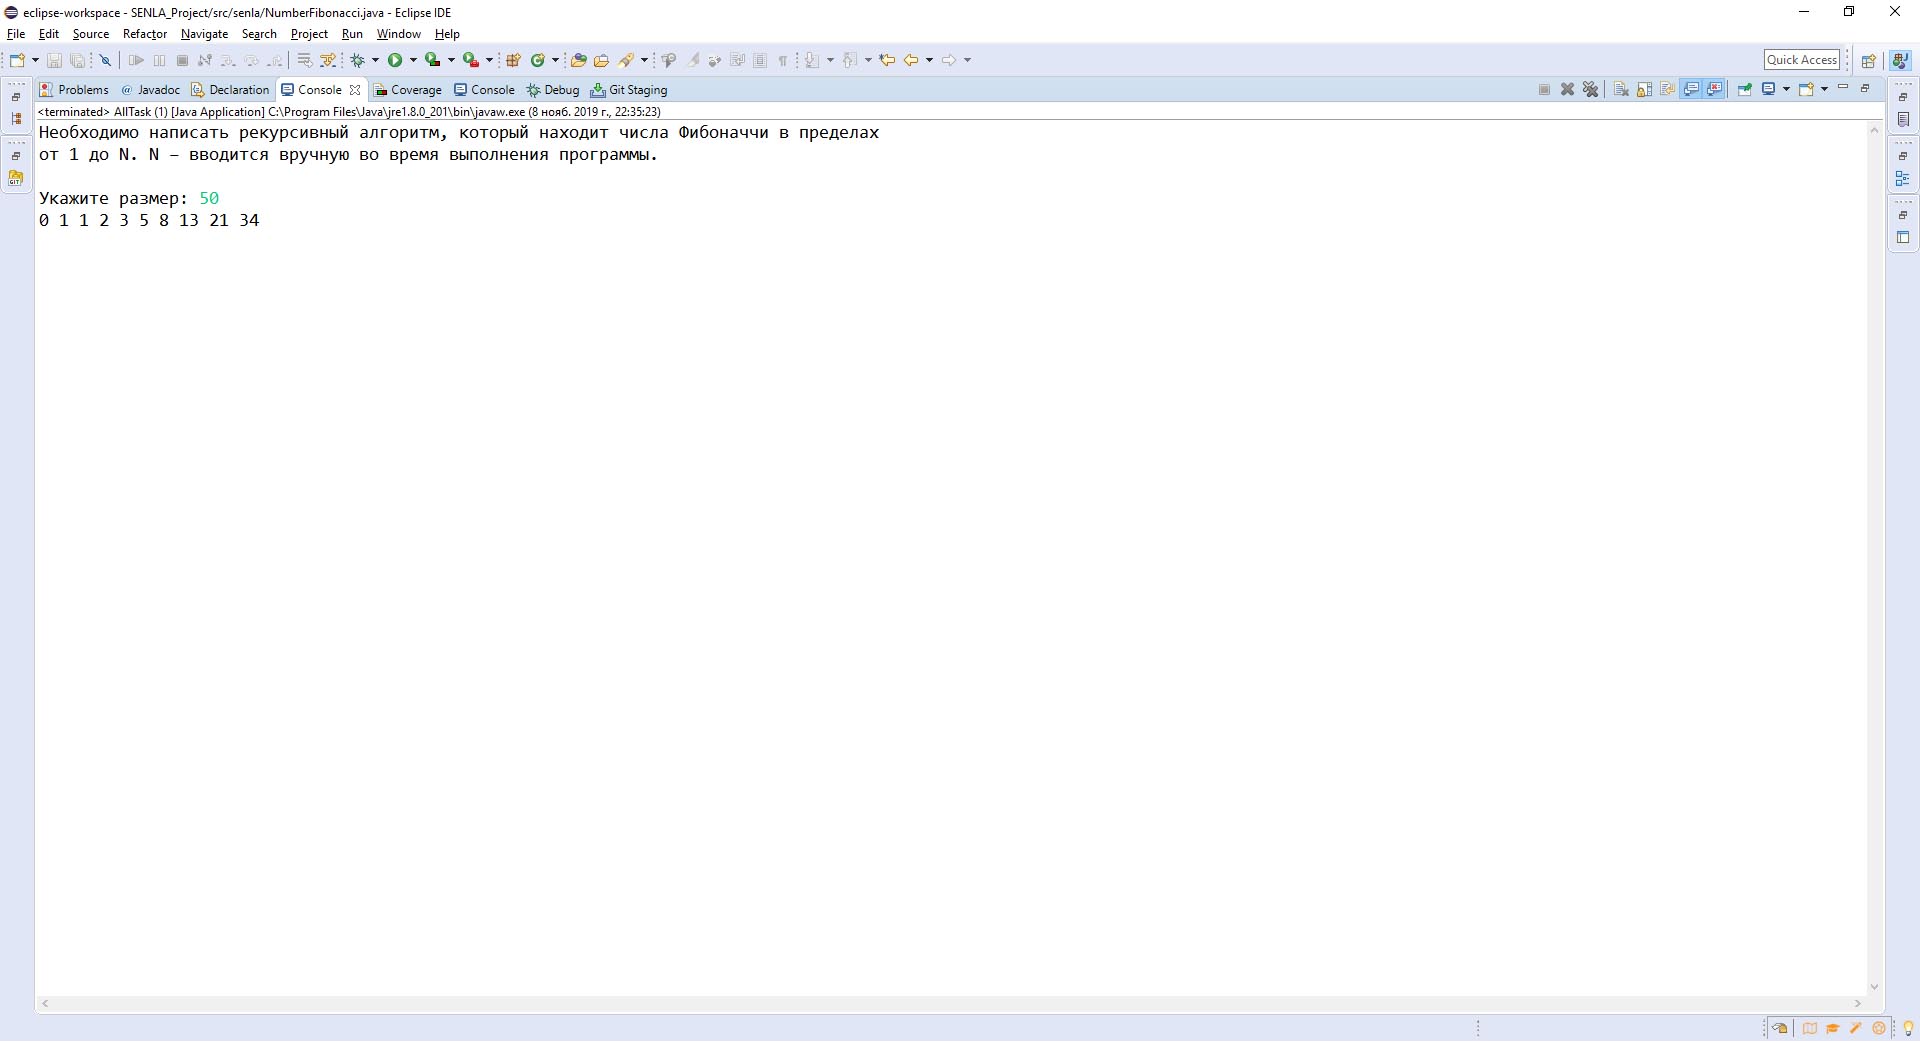 eclipse-workspace - SENLA_Project/src/senla/NumberFibonacci.java - Eclipse IDE
File Edit Source Refactor Navigate Search Project Run Window Help
Quick Access
Problems @ Javadoc Declaration Console Coverage Console Debug Git Staging
<terminated> AllTask (1) [Java Application] C:\Program Files\Java\jre1.8.0_201\bin\javaw.exe (8 нояб. 2019 г., 22:35:23)
Необходимо написать рекурсивный алгоритм, который находит числа Фибоначчи в пределах
от 1 до N. N – вводится вручную во время выполнения программы.
Укажите размер: 50
0 1 1 2 3 5 8 13 21 34